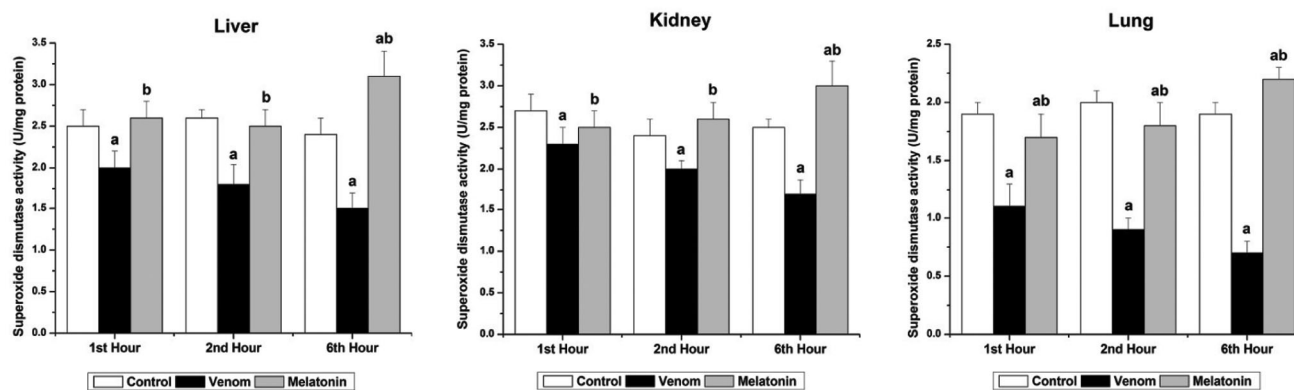 Liver
Superoxide dismutase activity (U/mg protein)
3.5
3.0
2.5
2.0
1.5
1.0
0.5
0.0
a
b
a
b
a
ab
1st Hour 2nd Hour 6th Hour
Control Venom Melatonin
Kidney
Superoxide dismutase activity (U/mg protein)
3.5
3.0
2.5
2.0
1.5
1.0
0.5
0.0
a
b
a
b
a
ab
1st Hour 2nd Hour 6th Hour
Control Venom Melatonin
Lung
Superoxide dismutase activity (U/mg protein)
2.5
2.0
1.5
1.0
0.5
0.0
a
ab
a
ab
a
ab
1st Hour 2nd Hour 6th Hour
Control Venom Melatonin